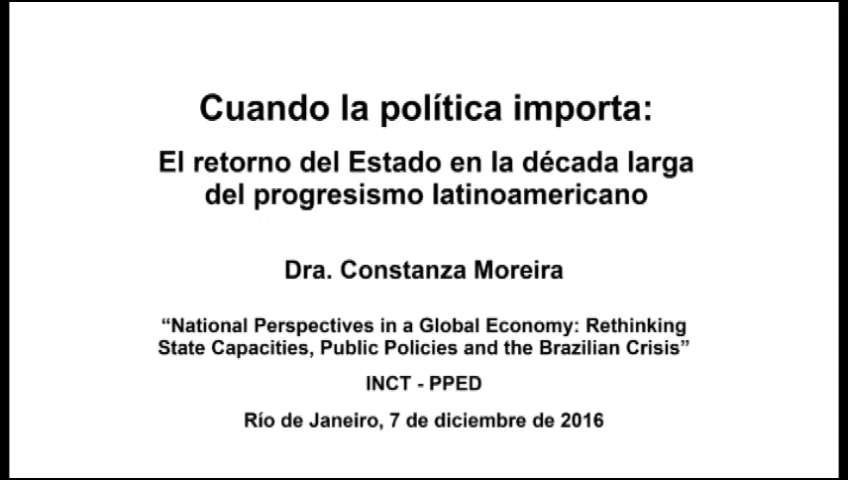 Cuando la política importa:
El retorno del Estado en la década larga
del progresismo latinoamericano
Dra. Constanza Moreira
“National Perspectives in a Global Economy: Rethinking
State Capacities, Public Policies and the Brazilian Crisis”
INCT - PPED
Río de Janeiro, 7 de diciembre de 2016